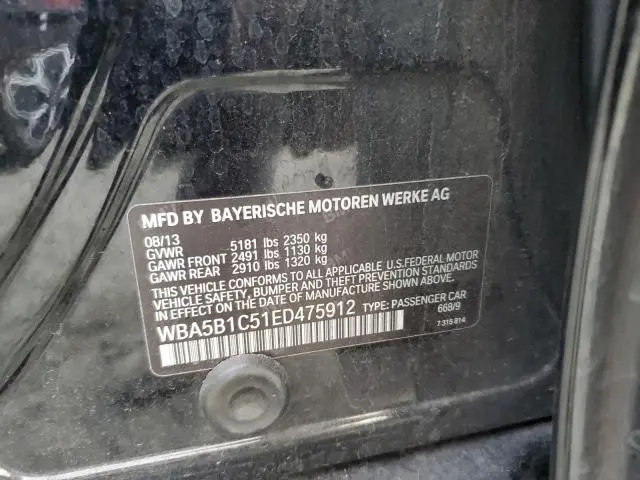 MFD BY BAYERISCHE MOTOREN WERKE AG
08/13
GVWR 5181 lbs 2350 kg
GAWR FRONT 2491 lbs 1130 kg
GAWR REAR 2910 lbs 1320 kg
THIS VEHICLE CONFORMS TO ALL APPLICABLE U.S.FEDERAL MOTOR
VEHICLE SAFETY, BUMPER, AND THEFT PREVENTION STANDARDS
IN EFFECT ON THE DATE OF MANUFACTURE SHOWN ABOVE.
WBA5B1C51ED475912 TYPE: PASSENGER CAR
668/9
7 315 814